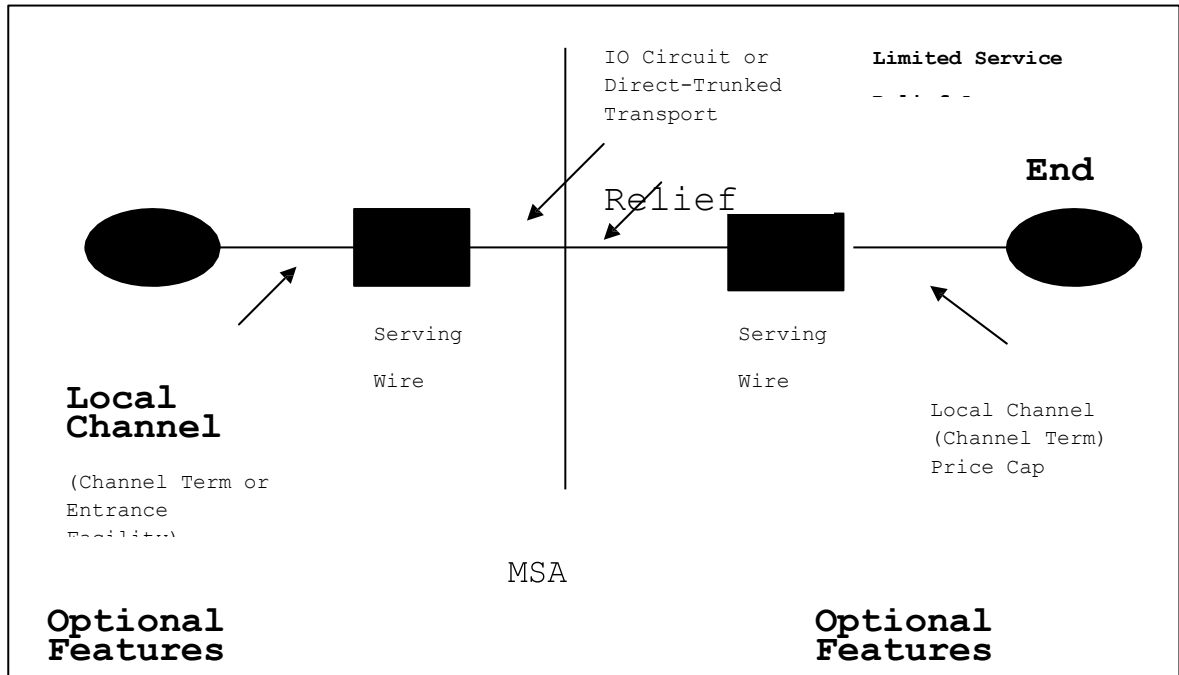 IO Circuit or
Direct-Trunked
Transport
Limited Service
Relief
End
Serving
Wire
Serving
Wire
Local
Channel
(Channel Term or
Entrance
Facility)
Local Channel
(Channel Term)
Price Cap
MSA
Optional
Features
Optional
Features